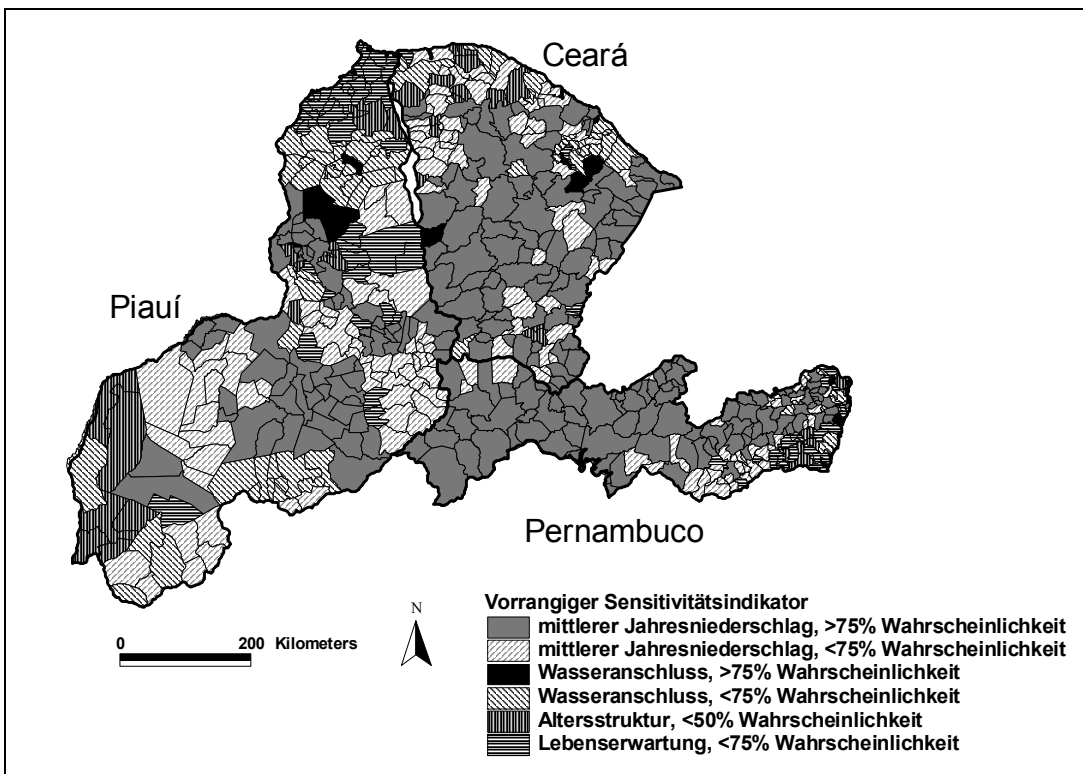 Ceará
Piauí
Pernambuco
N
0 200 Kilometers
Vorrangiger Sensitivitätsindikator
mittlerer Jahresniederschlag, >75% Wahrscheinlichkeit
mittlerer Jahresniederschlag, <75% Wahrscheinlichkeit
Wasseranschluss, >75% Wahrscheinlichkeit
Wasseranschluss, <75% Wahrscheinlichkeit
Altersstruktur, <50% Wahrscheinlichkeit
Lebenserwartung, <75% Wahrscheinlichkeit